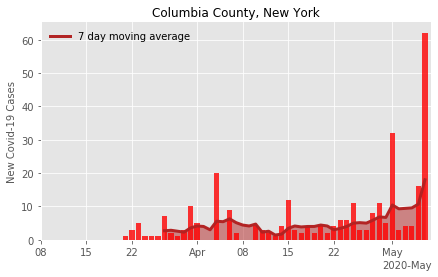 Columbia County, New York
7 day moving average
New Covid-19 Cases
60
50
40
30
20
10
0
08
15
22
Apr
08
15
22
May
2020-May